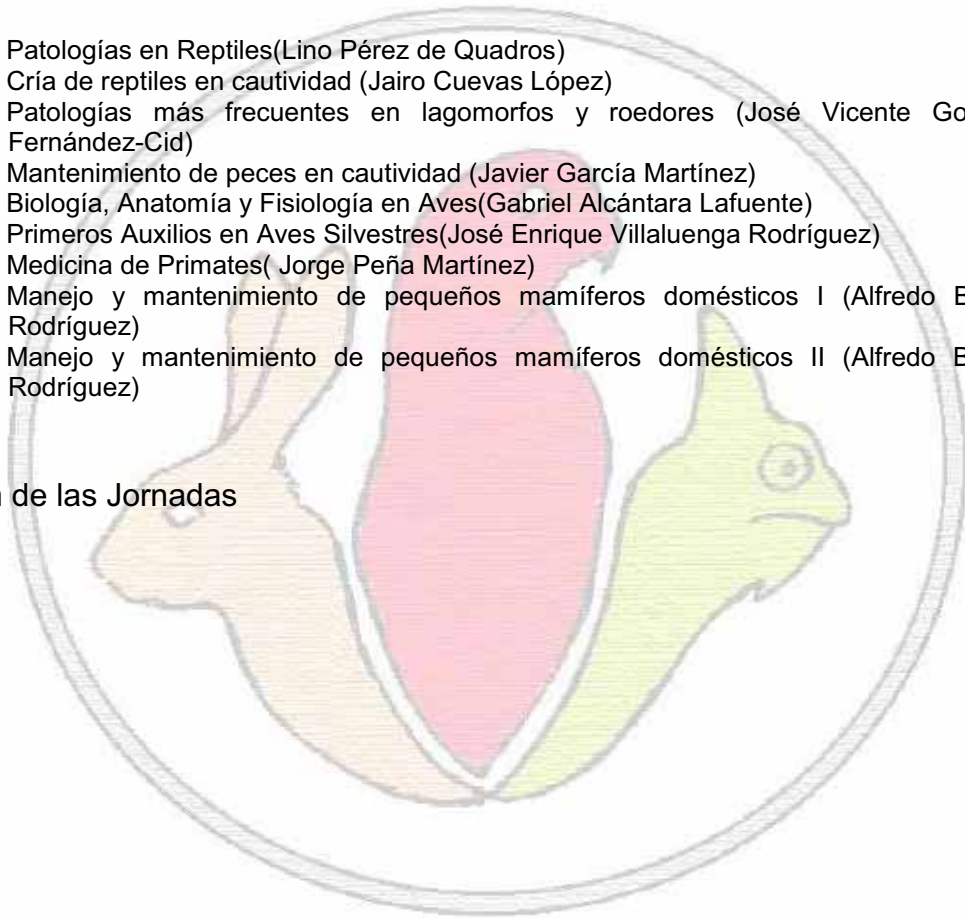 Patologías en Reptiles(Lino Pérez de Quadros)
Cría de reptiles en cautividad (Jairo Cuevas López)
Patologías más frecuentes en lagomorfos y roedores (José Vicente
Fernández-Cid)
Mantenimiento de peces en cautividad (Javier García Martínez)
Biología, Anatomía y Fisiología en Aves(Gabriel Alcántara Lafuente)
Primeros Auxilios en Aves Silvestres(José Enrique Villaluenga Rodríguez)
Medicina de Primates( Jorge Peña Martínez)
Manejo y mantenimiento de pequeños mamíferos domésticos I (Alfredo
Rodríguez)
Manejo y mantenimiento de pequeños mamíferos domésticos II (Alfredo
Rodríguez)
de las Jornadas